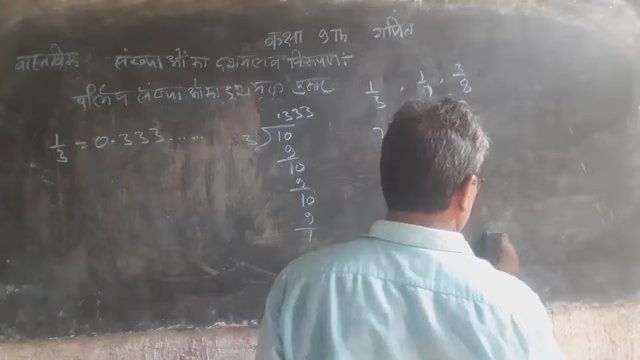 कक्षा 9TH गणित
वास्तविक संख्याओं का दशमलव निरूपण:
परिमेय संख्याओं का दशमलव प्रसार 1/3 , 1/7 , 3/8
1/3 = 0.333...... 3) 10 ( .333
9
10
9
10
9
1
7